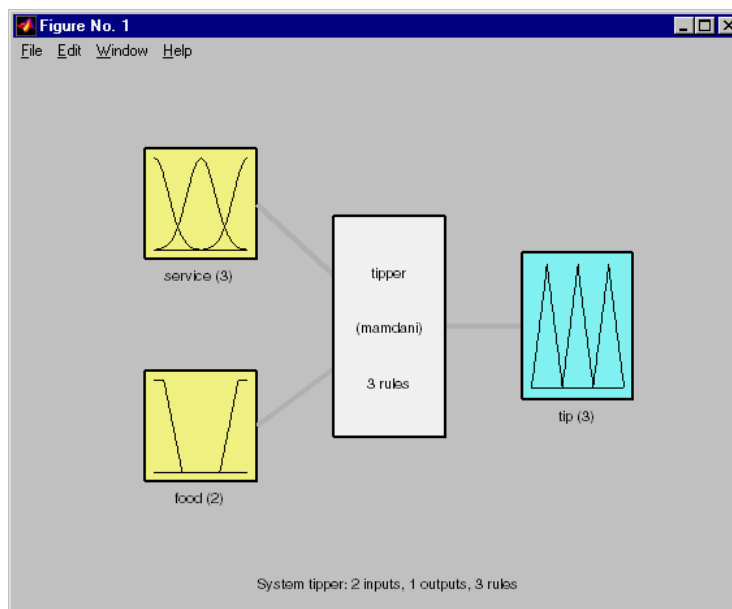 Figure No. 1
File Edit Window Help
service (3)
tipper
(mamdani)
3 rules
tip (3)
food (2)
System tipper: 2 inputs, 1 outputs, 3 rules